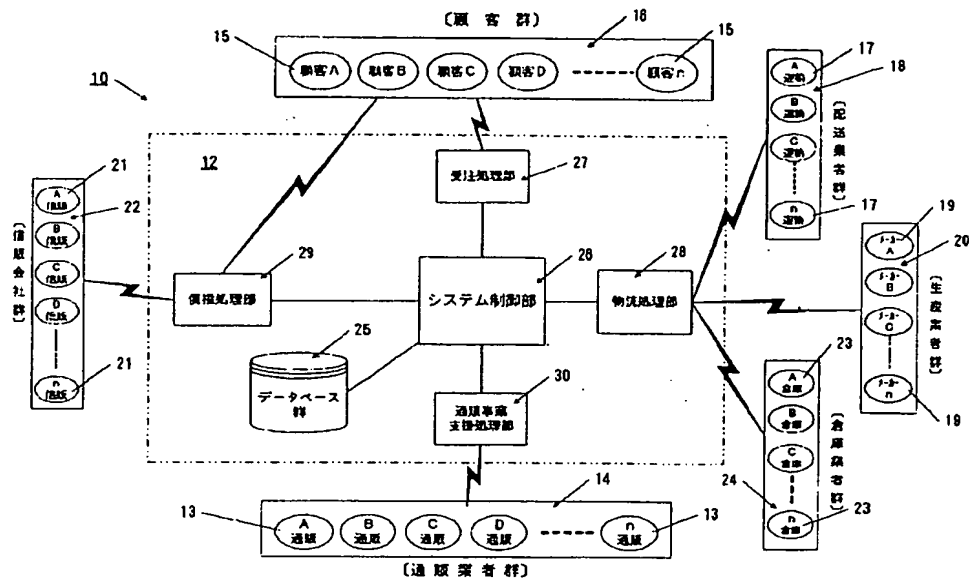 〔顧客群〕
16
15
15
顧客A
顧客B
顧客C
顧客D
顧客n
10
12
27
受注処理部
21
A
信販
22
B
信販
C
信販
D
信販
n
信販
21
〔信販会社群〕
29
債権処理部
26
システム制御部
28
物流処理部
25
データベース
群
30
通販事業
支援処理部
17
A
運輸
18
B
運輸
C
運輸
n
運輸
17
〔配送業者群〕
19
メーカー
A
20
メーカー
B
メーカー
C
メーカー
n
19
〔生産業者群〕
23
A
倉庫
B
倉庫
C
倉庫
24
n
倉庫
23
〔倉庫業者群〕
14
13
13
A
通販
B
通販
C
通販
D
通販
n
通販
〔通販業者群〕